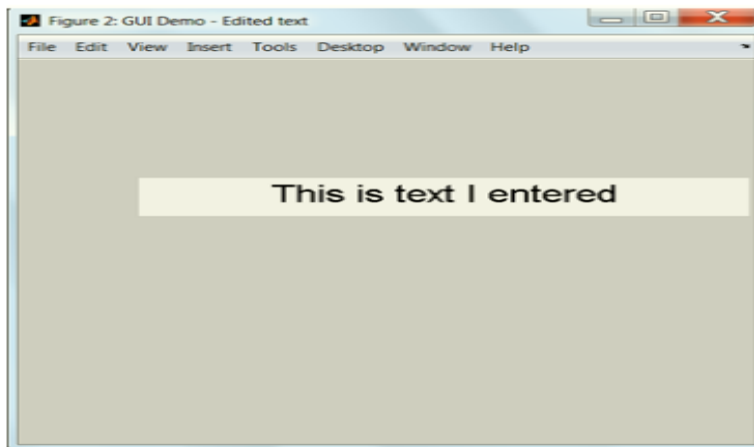 Figure 2: GUI Demo - Edited text
File Edit View Insert Tools Desktop Window Help
This is text I entered